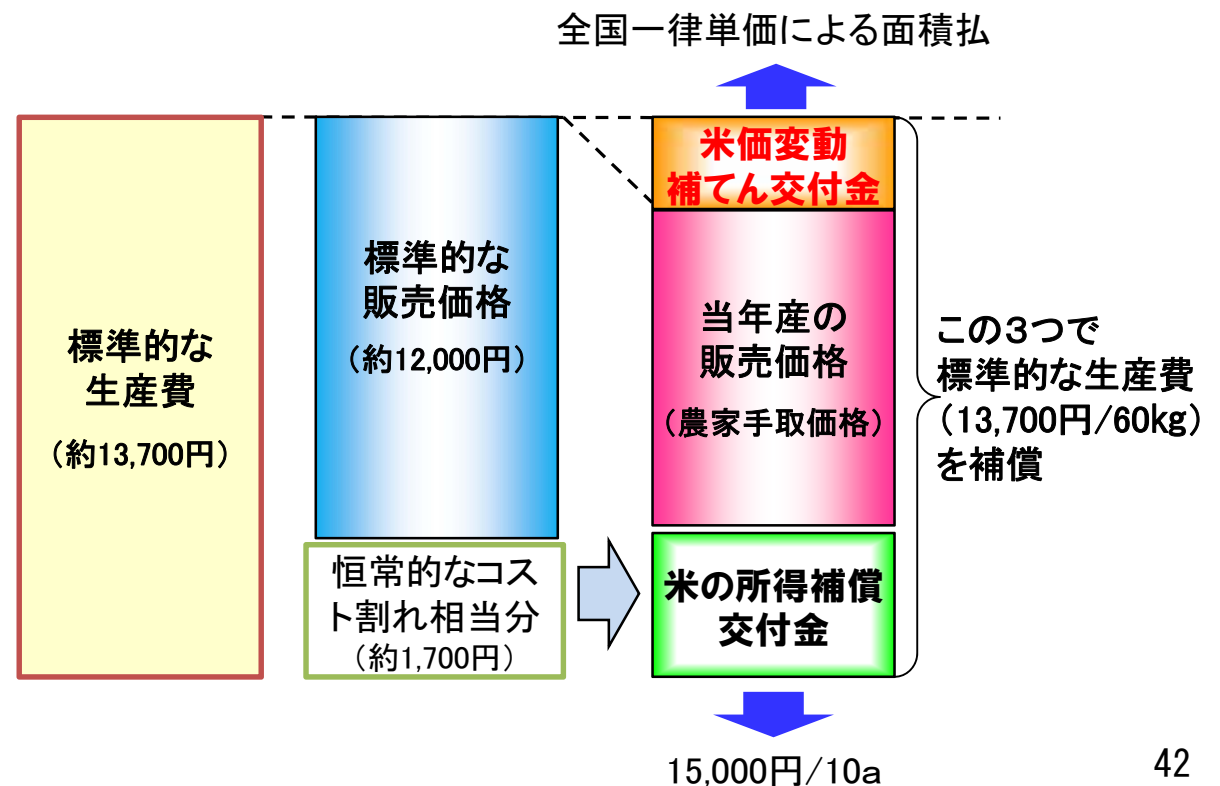 全国一律単価による面積払
標準的な
生産費
（約13,700円）
標準的な
販売価格
（約12,000円）
恒常的なコス
ト割れ相当分
（約1,700円）
米価変動
補てん交付金
当年産の
販売価格
（農家手取価格）
米の所得補償
交付金
この３つで
標準的な生産費
（13,700円/60kg）
を補償
15,000円/10a
42